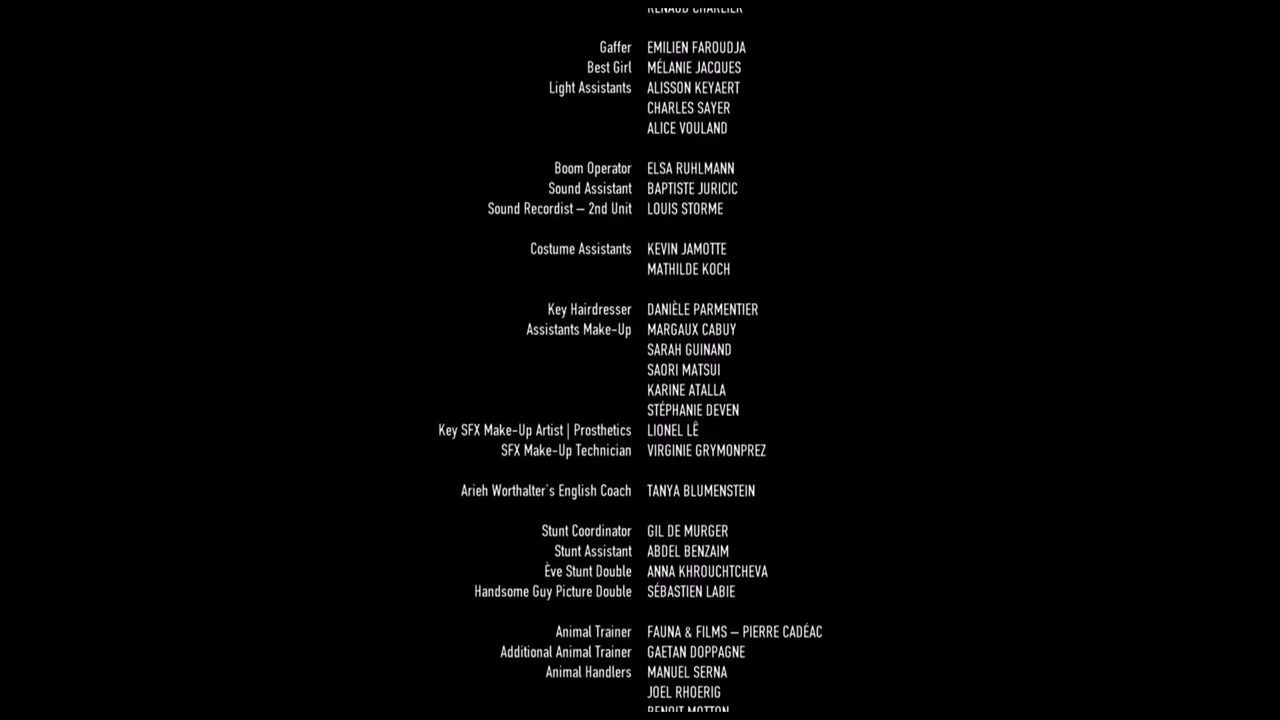 RENAUD CHARLIER
Gaffer EMILIEN FAROUDJA
Best Girl MÉLANIE JACQUES
Light Assistants ALISSON KEYAERT
CHARLES SAYER
ALICE VOULAND
Boom Operator ELSA RUHLMANN
Sound Assistant BAPTISTE JURICIC
Sound Recordist – 2nd Unit LOUIS STORME
Costume Assistants KEVIN JAMOTTE
MATHILDE KOCH
Key Hairdresser DANIÈLE PARMENTIER
Assistants Make-Up MARGAUX CABUY
SARAH GUINAND
SAORI MATSUI
KARINE ATALLA
STÉPHANIE DEVEN
Key SFX Make-Up Artist | Prosthetics LIONEL LÊ
SFX Make-Up Technician VIRGINIE GRYMONPREZ
Arieh Worthalter's English Coach TANYA BLUMENSTEIN
Stunt Coordinator GIL DE MURGER
Stunt Assistant ABDEL BENZAIM
Ève Stunt Double ANNA KHROUCHTCHEVA
Handsome Guy Picture Double SÉBASTIEN LABIE
Animal Trainer FAUNA & FILMS – PIERRE CADÉAC
Additional Animal Trainer GAETAN DOPPAGNE
Animal Handlers MANUEL SERNA
JOEL RHOERIG
BENOIT MOTTON